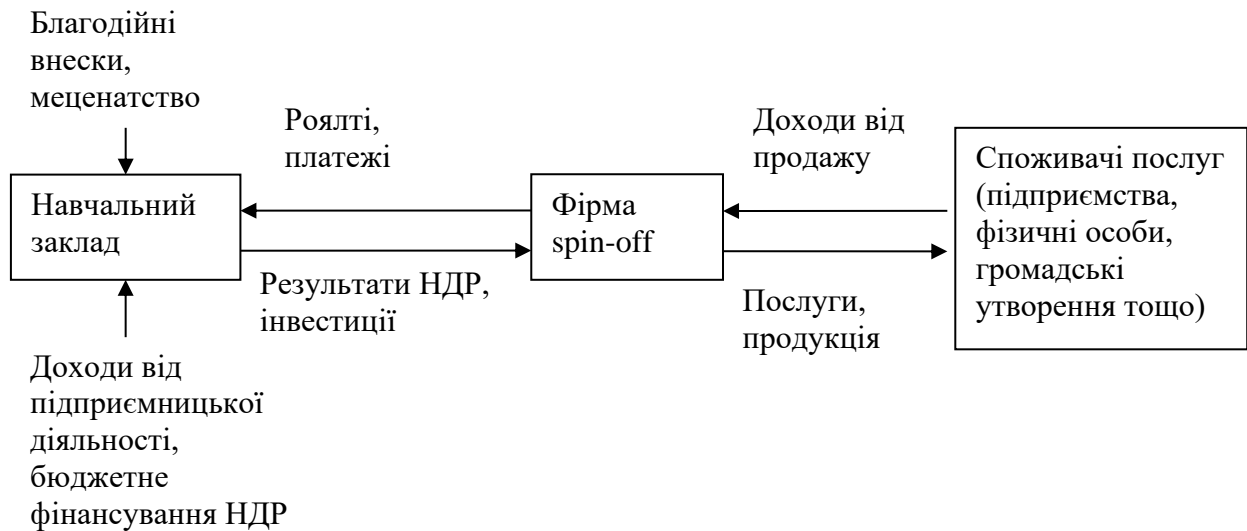 Благодійні
внески,
меценатство
Роялті,
платежі
Доходи від
продажу
Навчальний
заклад
Фірма
spin-off
Споживачі послуг
(підприємства,
фізичні особи,
громадські
утворення тощо)
Результати НДР,
інвестиції
Послуги,
продукція
Доходи від
підприємницької
діяльності,
бюджетне
фінансування НДР